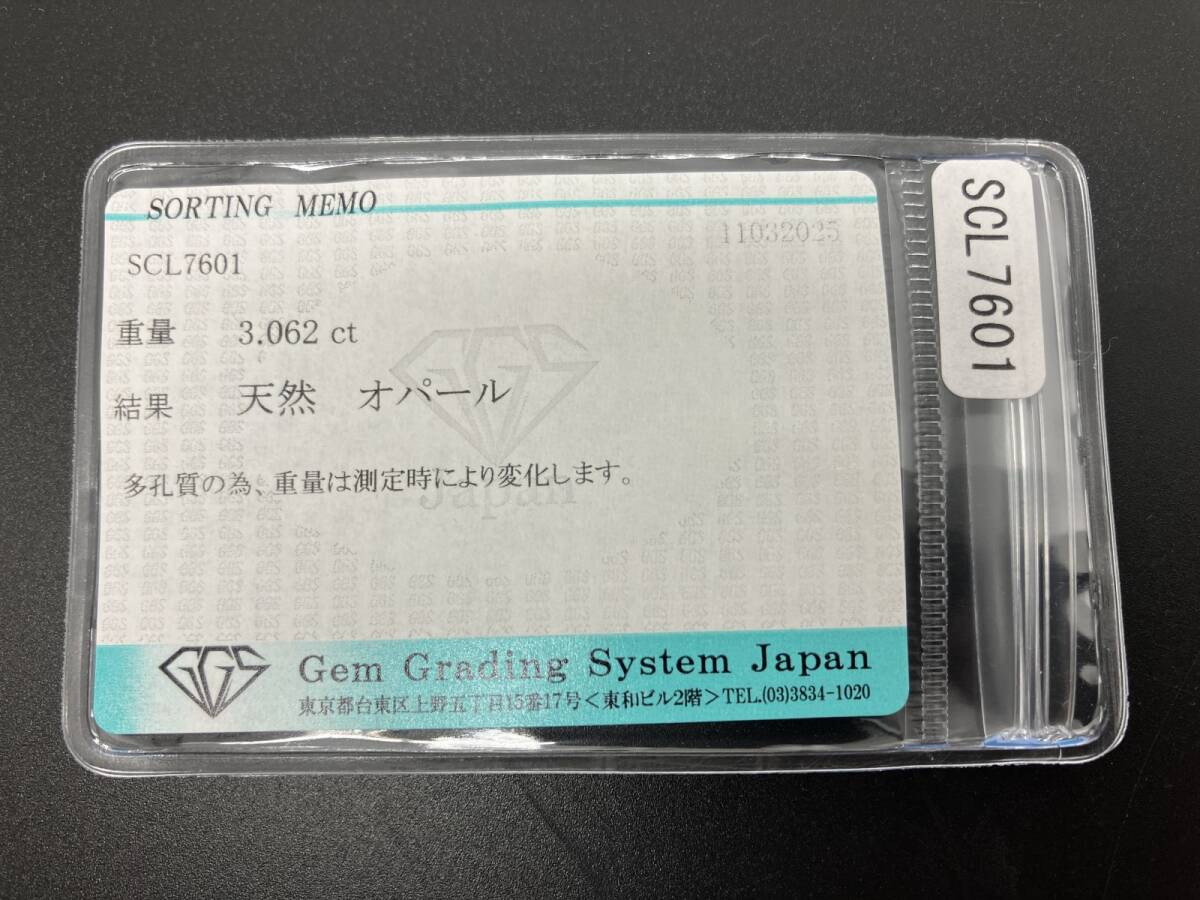 SORTING MEMO
11032025
SCL7601
重量 3.062 ct
結果 天然 オパール
多孔質の為、重量は測定時により変化します。
GGS
Japan
GGS
Gem Grading System Japan
東京都台東区上野五丁目15番17号＜東和ビル2階＞TEL.(03)3834-1020
SCL7601